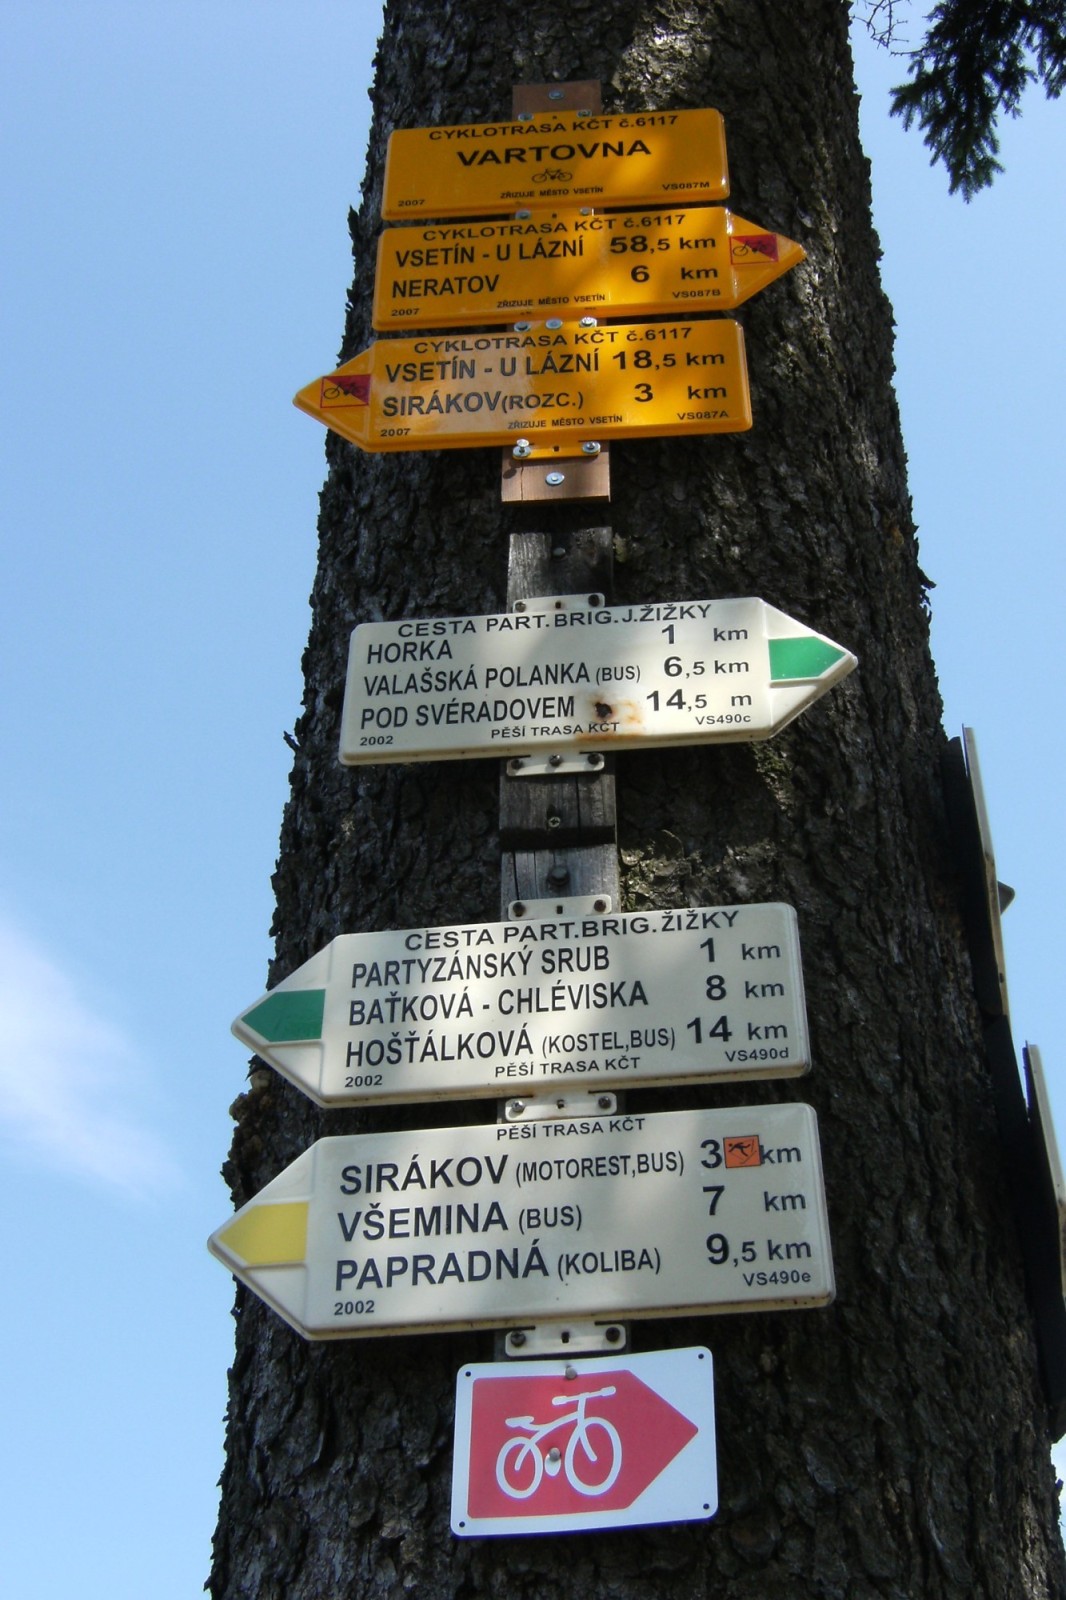 CYKLOTRASA KČT č.6117
VARTOVNA
2007 ZŘIZUJE MĚSTO VSETÍN VS087M
CYKLOTRASA KČT č.6117
VSETÍN - U LÁZNÍ 58,5 km
NERATOV 6 km
2007 ZŘIZUJE MĚSTO VSETÍN VS087B
CYKLOTRASA KČT č.6117
VSETÍN - U LÁZNÍ 18,5 km
SIRÁKOV(ROZC.) 3 km
2007 ZŘIZUJE MĚSTO VSETÍN VS087A
CESTA PART.BRIG.J.ŽIŽKY
HORKA 1 km
VALAŠSKÁ POLANKA (BUS) 6,5 km
POD SVÉRADOVEM 14,5 m
2002 PĚŠÍ TRASA KČT VS490c
CESTA PART.BRIG.ŽIŽKY
PARTYZÁNSKÝ SRUB 1 km
BAŤKOVÁ - CHLÉVISKA 8 km
HOŠŤÁLKOVÁ (KOSTEL,BUS) 14 km
2002 PĚŠÍ TRASA KČT VS490d
PĚŠÍ TRASA KČT
SIRÁKOV (MOTOREST,BUS) 3 km
VŠEMINA (BUS) 7 km
PAPRADNÁ (KOLIBA) 9,5 km
2002 VS490e